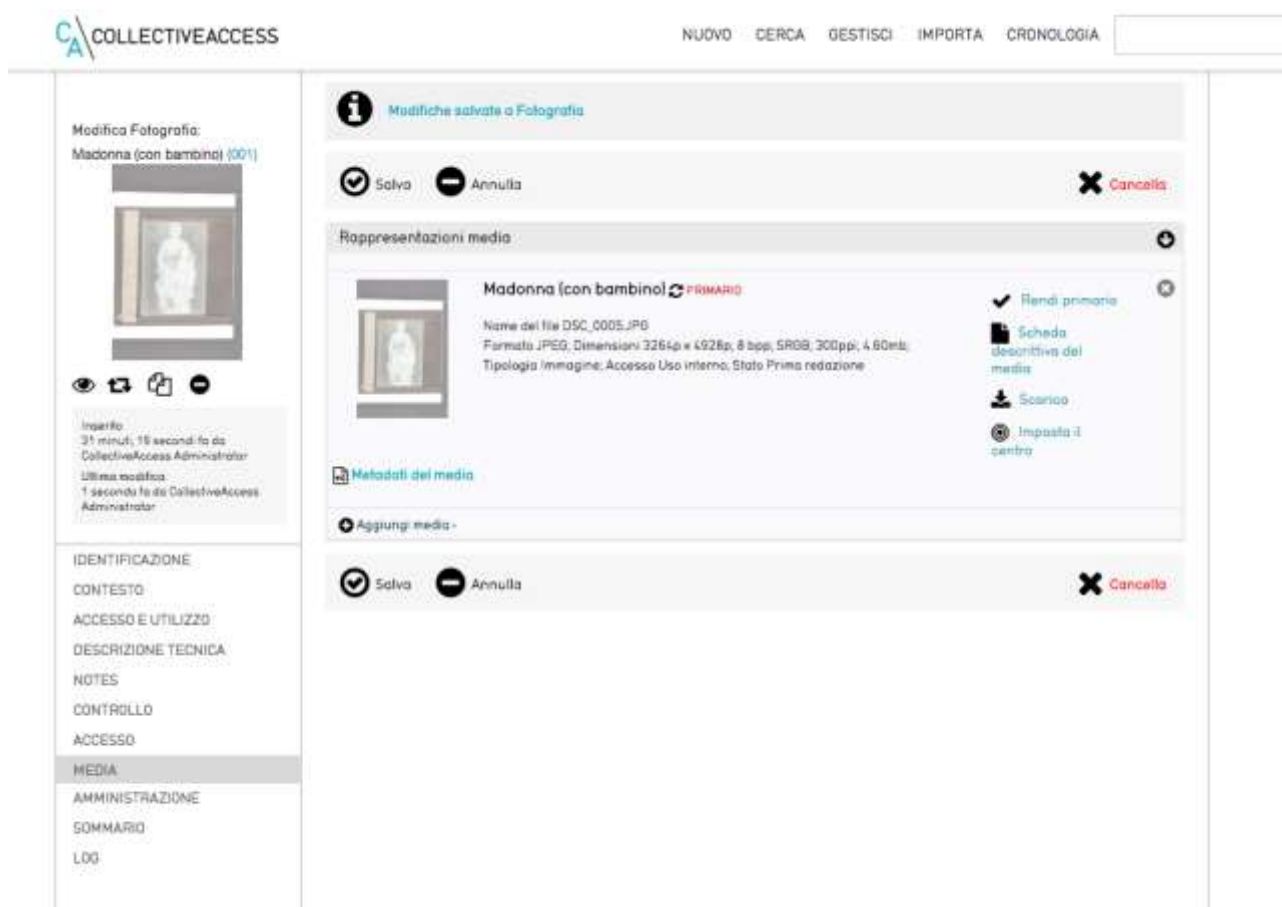 CA COLLECTIVEACCESS
NUOVO CERCA GESTISCI IMPORTA CRONOLOGIA
Modifica Fotografia:
Madonna (con bambino) (001)
Inserito
31 minuti, 15 secondi fa da
CollectiveAccess Administrator
Ultima modifica
1 secondo fa da CollectiveAccess
Administrator
IDENTIFICAZIONE
CONTESTO
ACCESSO E UTILIZZO
DESCRIZIONE TECNICA
NOTES
CONTROLLO
ACCESSO
MEDIA
AMMINISTRAZIONE
SOMMARIO
LOG
Modifiche salvate a Fotografia
Salva Annulla Cancella
Rappresentazioni media
Madonna (con bambino) PRIMARIO
Nome del file DSC_0005.JPG
Formato JPEG; Dimensioni 3264p x 4928p; 8 bpp; SRGB; 300ppi; 4.60mb;
Tipologia Immagine; Accesso Uso interno; Stato Prima redazione
Rendi primario
Scheda
descrittiva del
media
Scarica
Imposta il
centro
Metadati del media
Aggiungi media -
Salva Annulla Cancella